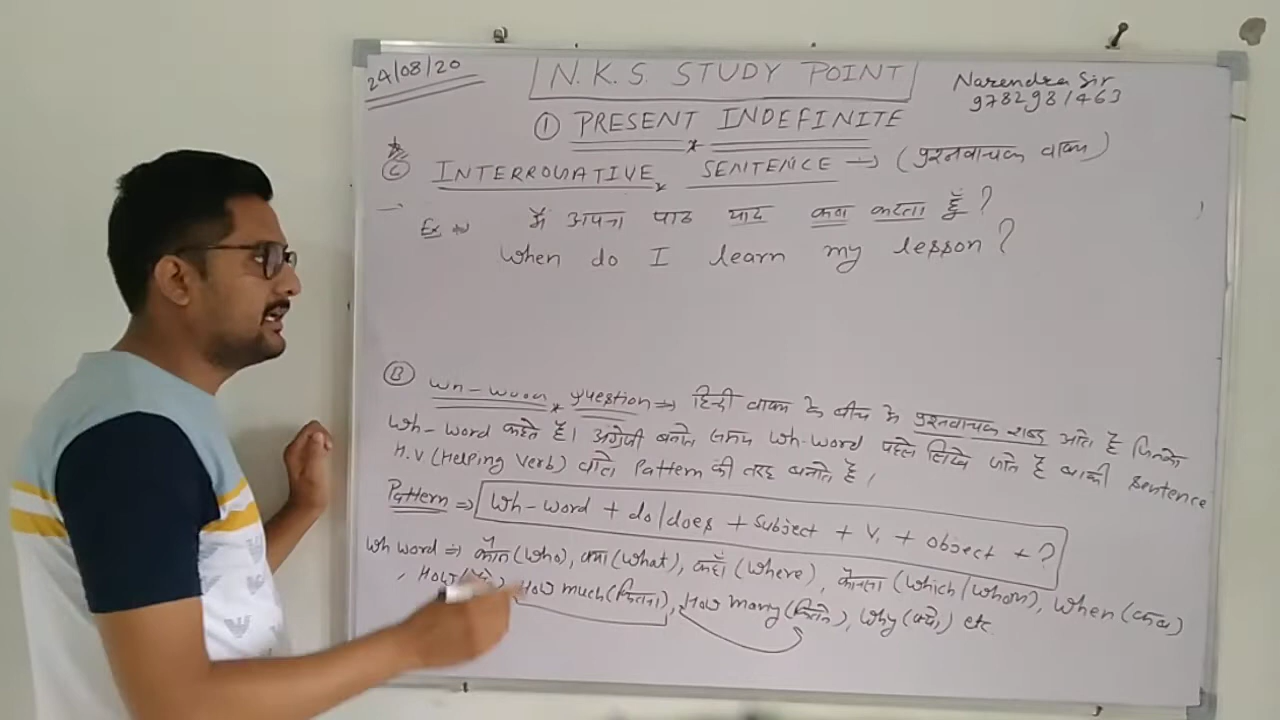 24/08/20
N.K.S. STUDY POINT
Narendra Sir
9782981463
① PRESENT INDEFINITE
C INTERROGATIVE SENTENCE → (प्रश्नवाचक वाक्य)
Ex → मैं अपना पाठ याद कब करता हूँ?
When do I learn my lesson?
B Wh-word question ⇒ हिन्दी वाक्य के बीच में प्रश्नवाचक शब्द आते हैं जिनको
Wh-word कहते हैं। अंग्रेजी बनाते समय Wh-word पहले लिखे जाते हैं बाकी sentence
H.V (Helping Verb) वाले Pattern की तरह बनाते हैं।
Pattern ⇒ Wh-word + do/does + Subject + V₁ + object + ?
Wh word ⇒ कौन (Who), क्या (What), कहाँ (Where), कौनसा (Which/Whom), When (कब)
, How much (कितना), How many (कितने), Why (क्यों) etc.